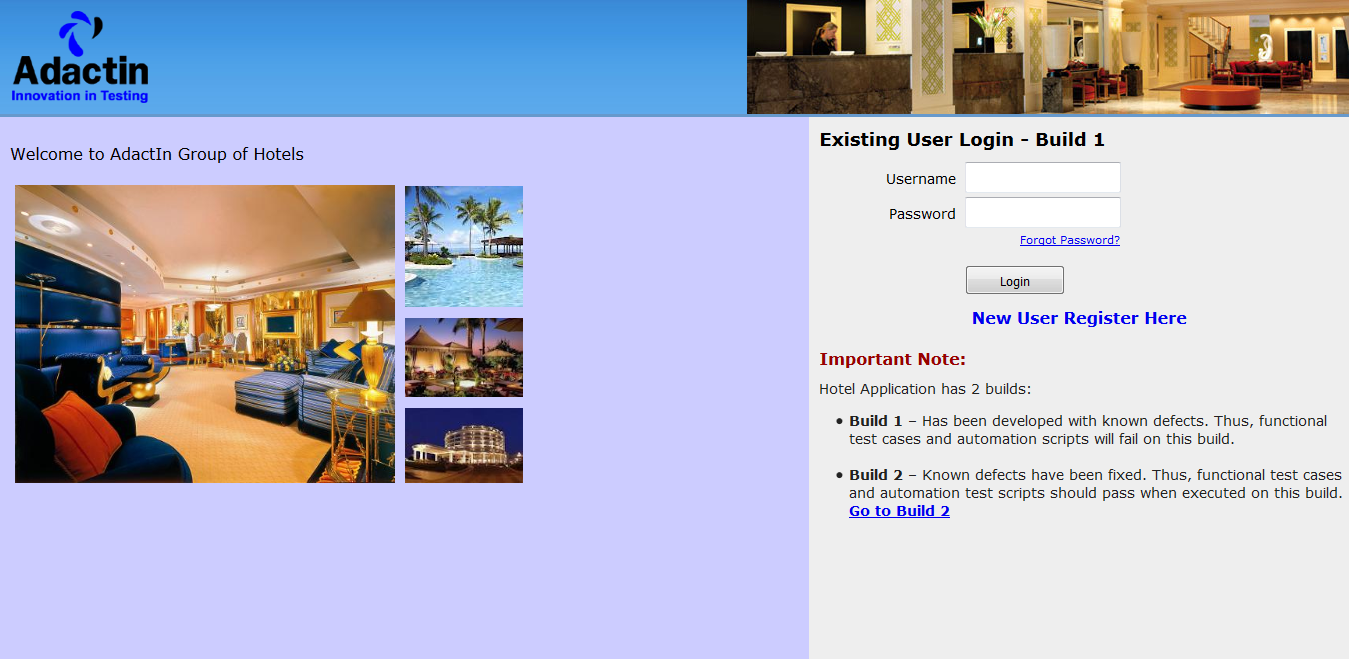 Adactin
Innovation in Testing
Welcome to AdactIn Group of Hotels
Existing User Login - Build 1
Username
Password
Forgot Password?
Login
New User Register Here
Important Note:
Hotel Application has 2 builds:
• Build 1 – Has been developed with known defects. Thus, functional
test cases and automation scripts will fail on this build.
• Build 2 – Known defects have been fixed. Thus, functional test cases
and automation test scripts should pass when executed on this build.
Go to Build 2